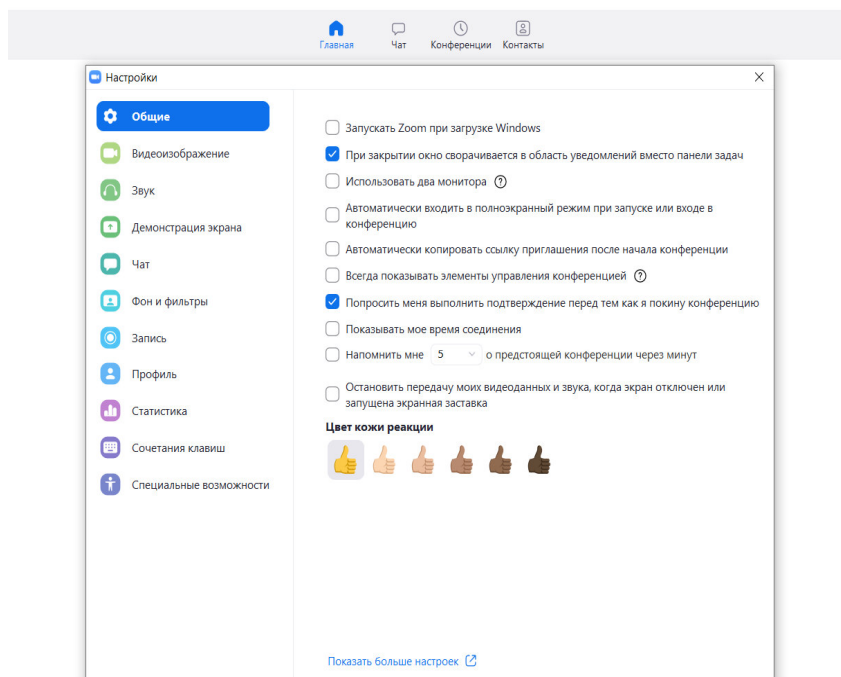 Главная Чат Конференции Контакты
Настройки
Общие
Видеоизображение
Звук
Демонстрация экрана
Чат
Фон и фильтры
Запись
Профиль
Статистика
Сочетания клавиш
Специальные возможности
Запускать Zoom при загрузке Windows
При закрытии окно сворачивается в область уведомлений вместо панели задач
Использовать два монитора
Автоматически входить в полноэкранный режим при запуске или входе в
конференцию
Автоматически копировать ссылку приглашения после начала конференции
Всегда показывать элементы управления конференцией
Попросить меня выполнить подтверждение перед тем как я покину конференцию
Показывать мое время соединения
Напомнить мне 5 о предстоящей конференции через минут
Остановить передачу моих видеоданных и звука, когда экран отключен или
запущена экранная заставка
Цвет кожи реакции
Показать больше настроек